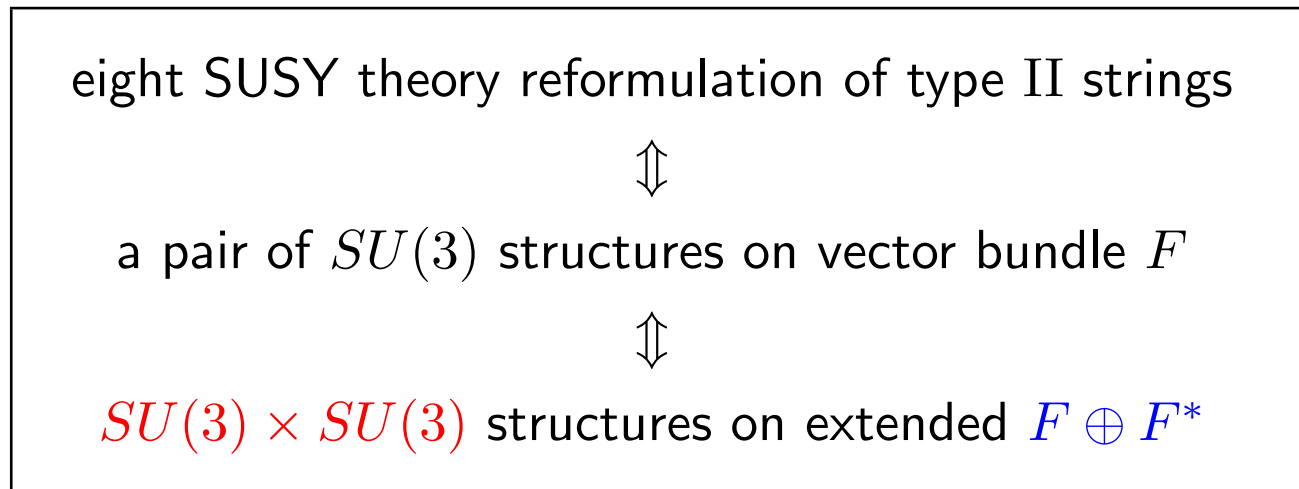 eight SUSY theory reformulation of type II strings
⇕
a pair of SU(3) structures on vector bundle F
⇕
SU(3) × SU(3) structures on extended F ⊕ F*